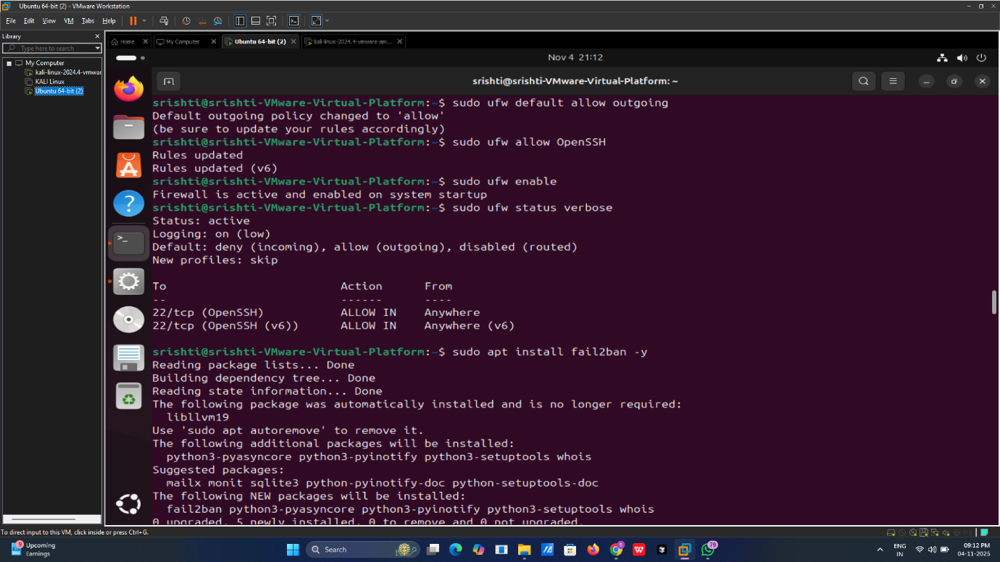 Ubuntu 64-bit (2) - VMware Workstation
File Edit View VM Tabs Help
Library
Type here to search
My Computer
kali-linux-2024.4-vmwar
KALI Linux
Ubuntu 64-bit (2)
Home My Computer Ubuntu 64-bit (2) kali-linux-2024.4-vmware-am...
Nov 4 21:12
srishti@srishti-VMware-Virtual-Platform: ~
srishti@srishti-VMware-Virtual-Platform:~$ sudo ufw default allow outgoing
Default outgoing policy changed to 'allow'
(be sure to update your rules accordingly)
srishti@srishti-VMware-Virtual-Platform:~$ sudo ufw allow OpenSSH
Rules updated
Rules updated (v6)
srishti@srishti-VMware-Virtual-Platform:~$ sudo ufw enable
Firewall is active and enabled on system startup
srishti@srishti-VMware-Virtual-Platform:~$ sudo ufw status verbose
Status: active
Logging: on (low)
Default: deny (incoming), allow (outgoing), disabled (routed)
New profiles: skip
To Action From
-- ------ ----
22/tcp (OpenSSH) ALLOW IN Anywhere
22/tcp (OpenSSH (v6)) ALLOW IN Anywhere (v6)
srishti@srishti-VMware-Virtual-Platform:~$ sudo apt install fail2ban -y
Reading package lists... Done
Building dependency tree... Done
Reading state information... Done
The following package was automatically installed and is no longer required:
libllvm19
Use 'sudo apt autoremove' to remove it.
The following additional packages will be installed:
python3-pyasyncore python3-pyinotify python3-setuptools whois
Suggested packages:
mailx monit sqlite3 python-pyinotify-doc python-setuptools-doc
The following NEW packages will be installed:
fail2ban python3-pyasyncore python3-pyinotify python3-setuptools whois
0 upgraded, 5 newly installed, 0 to remove and 0 not upgraded.
To direct input to this VM, click inside or press Ctrl+G.
9
Upcoming
Earnings
Search
6
79
ENG
IN
09:12 PM
04-11-2025